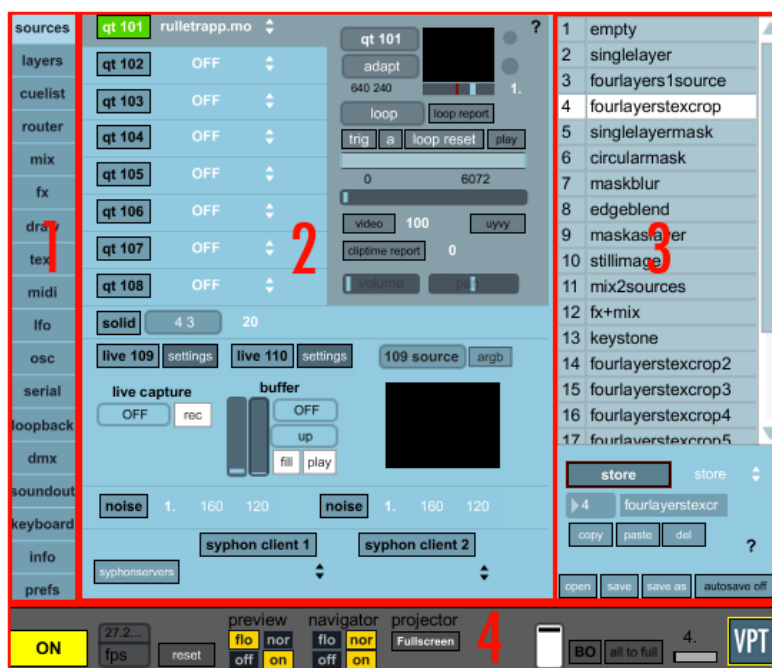 sources
layers
cuelist
router
mix
fx
draw
tex
midi
lfo
osc
serial
loopback
dmx
soundout
keyboard
info
prefs
1
qt 101 rulletrapp.mo
qt 102 OFF
qt 103 OFF
qt 104 OFF
qt 105 OFF
qt 106 OFF
qt 107 OFF
qt 108 OFF
2
qt 101
?
adapt
640 240
1.
loop
loop report
trig a loop reset play
0 6072
video 100 uyvy
cliptime report 0
volume pan
solid 4 3 20
live 109 settings live 110 settings 109 source argb
live capture
OFF rec
buffer
OFF
up
fill play
noise 1. 160 120 noise 1. 160 120
syphon client 1 syphon client 2
syphonservers
1 empty
2 singlelayer
3 fourlayers1source
4 fourlayerstexcrop
5 singlelayermask
6 circularmask
7 maskblur
8 edgeblend
9 maskaslayer
10 stillimage
11 mix2sources
12 fx+mix
13 keystone
14 fourlayerstexcrop2
15 fourlayerstexcrop3
16 fourlayerstexcrop4
17 fourlayerstexcrop5
3
store store
4 fourlayerstexcr
copy paste del
?
open save save as autosave off
ON
27.2...
fps
reset
preview
flo nor
off on
navigator
flo nor
off on
projector
Fullscreen
4
BO all to full
4.
VPT